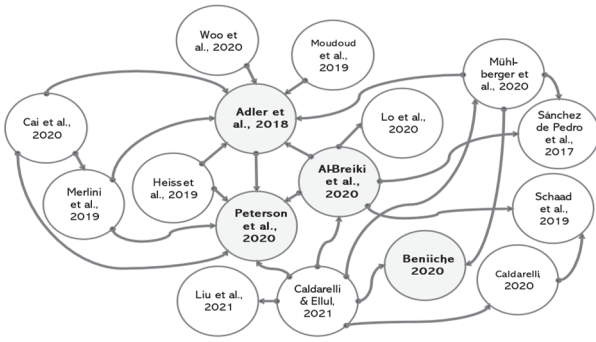 Woo et
al., 2020
Moudoud
et al.,
2019
Mühl-
berger et
al., 2020
Cai et al.,
2020
Adler et
al., 2018
Lo et al.,
2020
Sánchez
de Pedro
et al.,
2017
Merlini
et al.,
2019
Heiss et
al., 2019
Al-Breiki
et al.,
2020
Peterson
et al.,
2020
Schaad
et al.,
2019
Beniiche
2020
Liu et al.,
2021
Caldarelli
& Ellul,
2021
Caldarelli,
2020